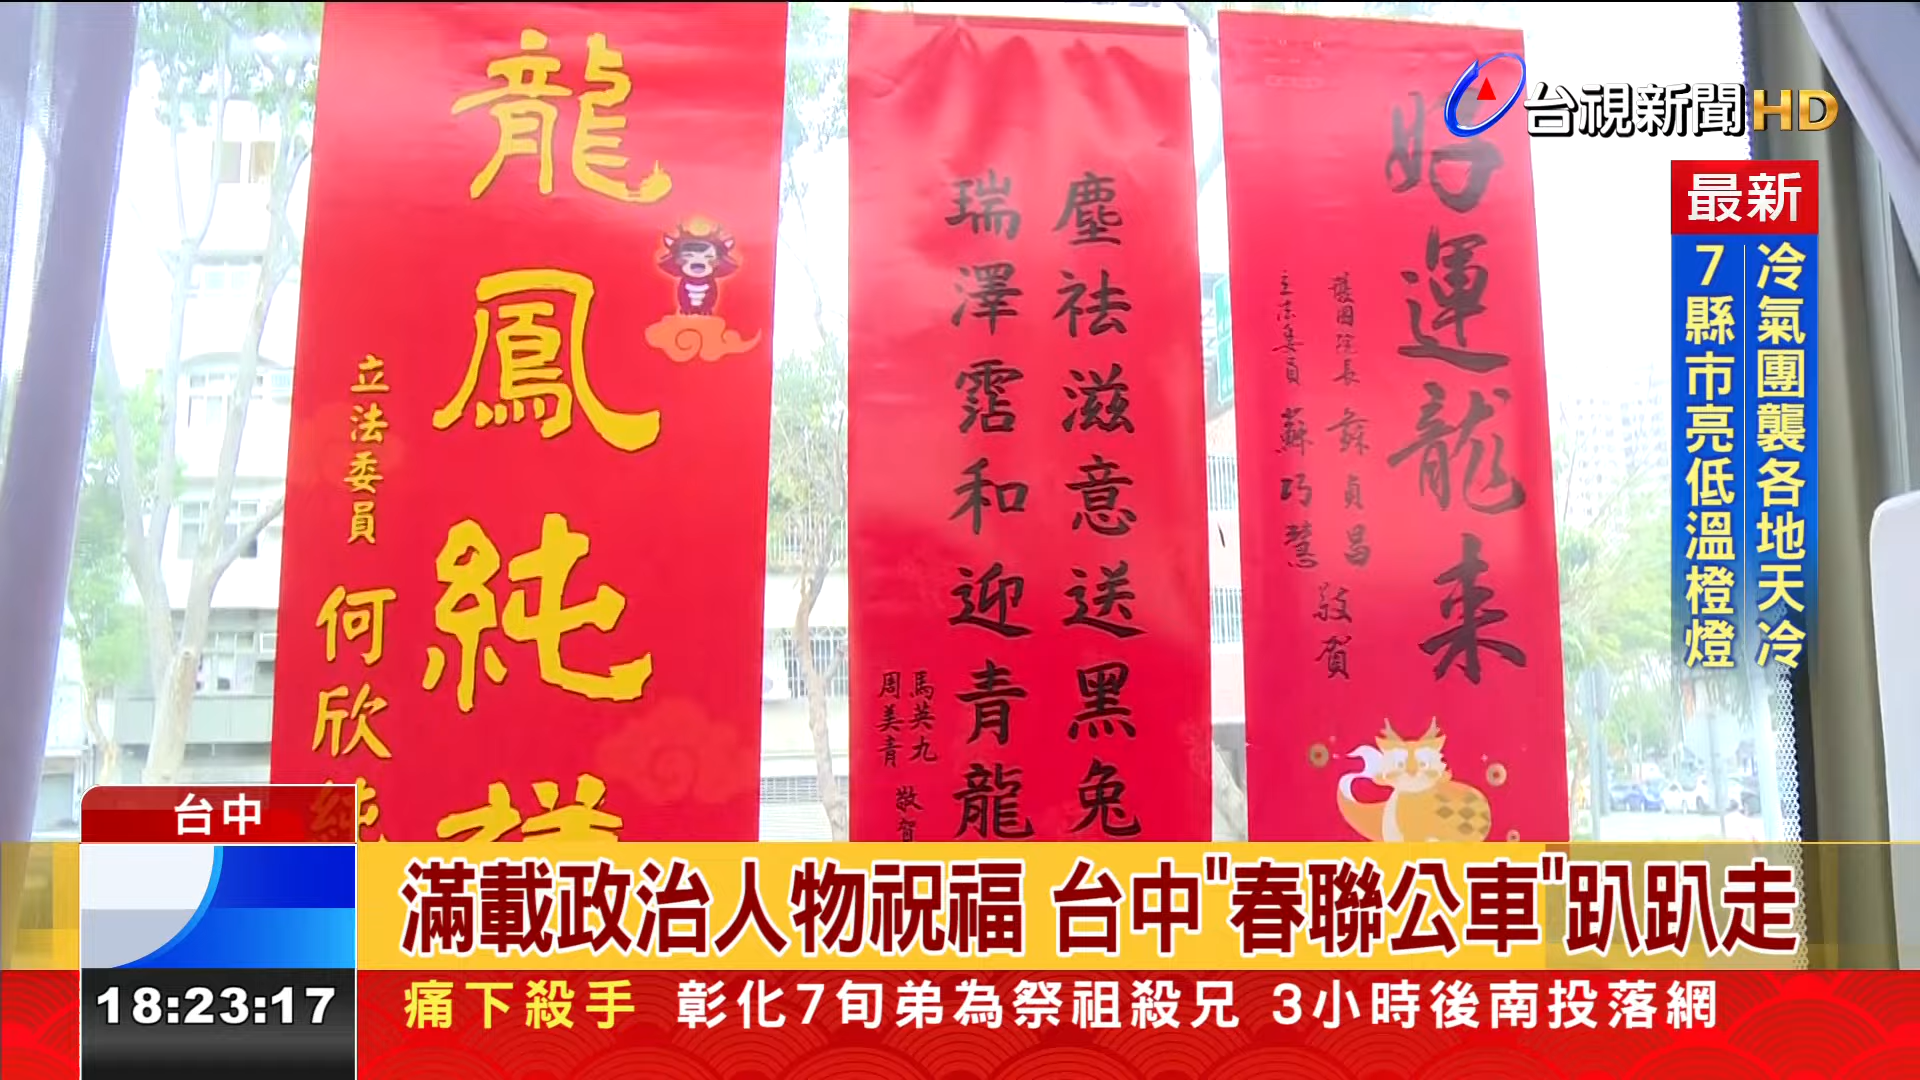 台視新聞HD
最新
冷氣團襲各地天冷
7縣市亮低溫橙燈
好運龍來
護國院長 蘇貞昌
立法委員 蘇巧慧
敬賀
塵祛滋意送黑兔
瑞澤霑和迎青龍
馬英九
周美青
敬賀
龍鳳純祥
立法委員 何欣純
台中
滿載政治人物祝福 台中"春聯公車"趴趴走
18:23:17
痛下殺手 彰化7旬弟為祭祖殺兄 3小時後南投落網